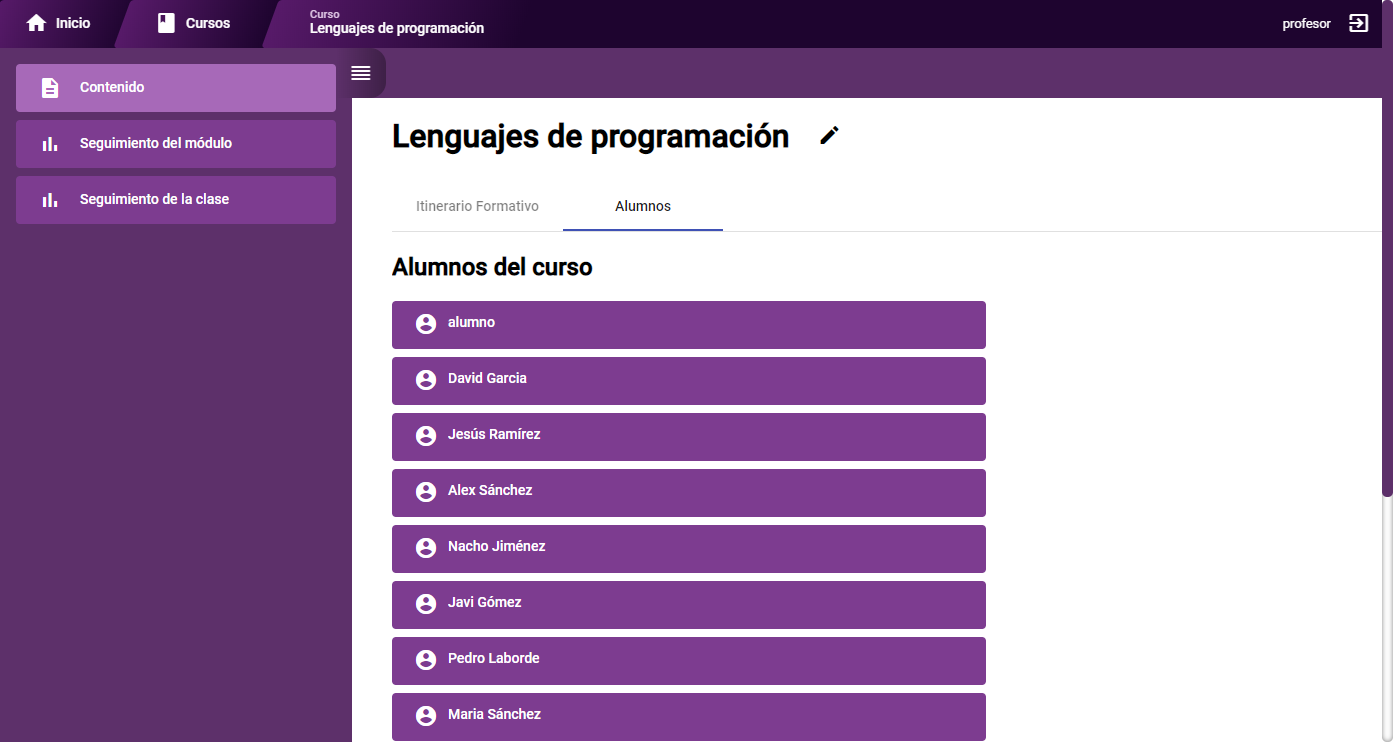 Inicio
Cursos
Curso
Lenguajes de programación
profesor
Contenido
Seguimiento del módulo
Seguimiento de la clase
Lenguajes de programación
Itinerario Formativo
Alumnos
Alumnos del curso
alumno
David Garcia
Jesús Ramírez
Alex Sánchez
Nacho Jiménez
Javi Gómez
Pedro Laborde
Maria Sánchez